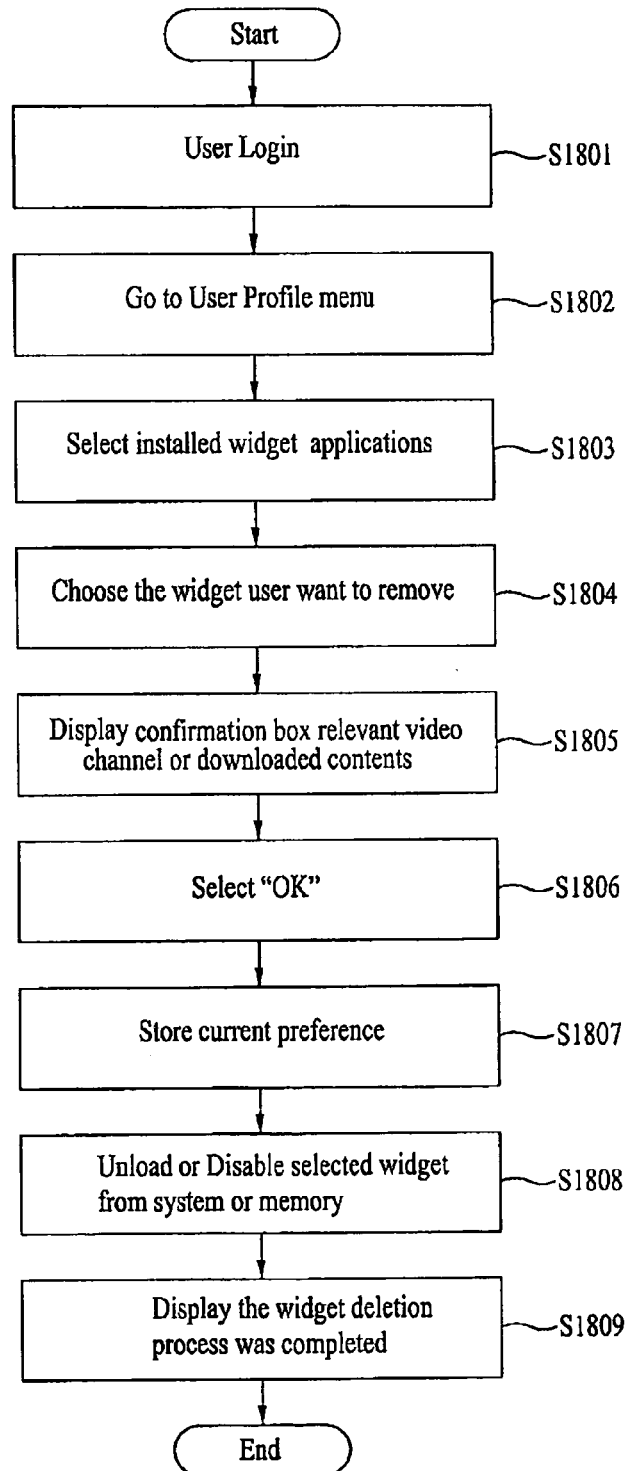 Start
User Login
S1801
Go to User Profile menu
S1802
Select installed widget applications
S1803
Choose the widget user want to remove
S1804
Display confirmation box relevant video
channel or downloaded contents
S1805
Select “OK”
S1806
Store current preference
S1807
Unload or Disable selected widget
from system or memory
S1808
Display the widget deletion
process was completed
S1809
End